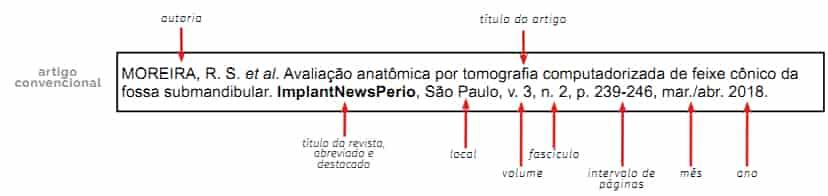 autoria
título do artigo
artigo
convencional
MOREIRA, R. S. et al. Avaliação anatômica por tomografia computadorizada de feixe cônico da
fossa submandibular. ImplantNewsPerio, São Paulo, v. 3, n. 2, p. 239-246, mar./abr. 2018.
título da revista,
abreviado e
destacado
local
volume
fascículo
intervalo de
páginas
mês
ano